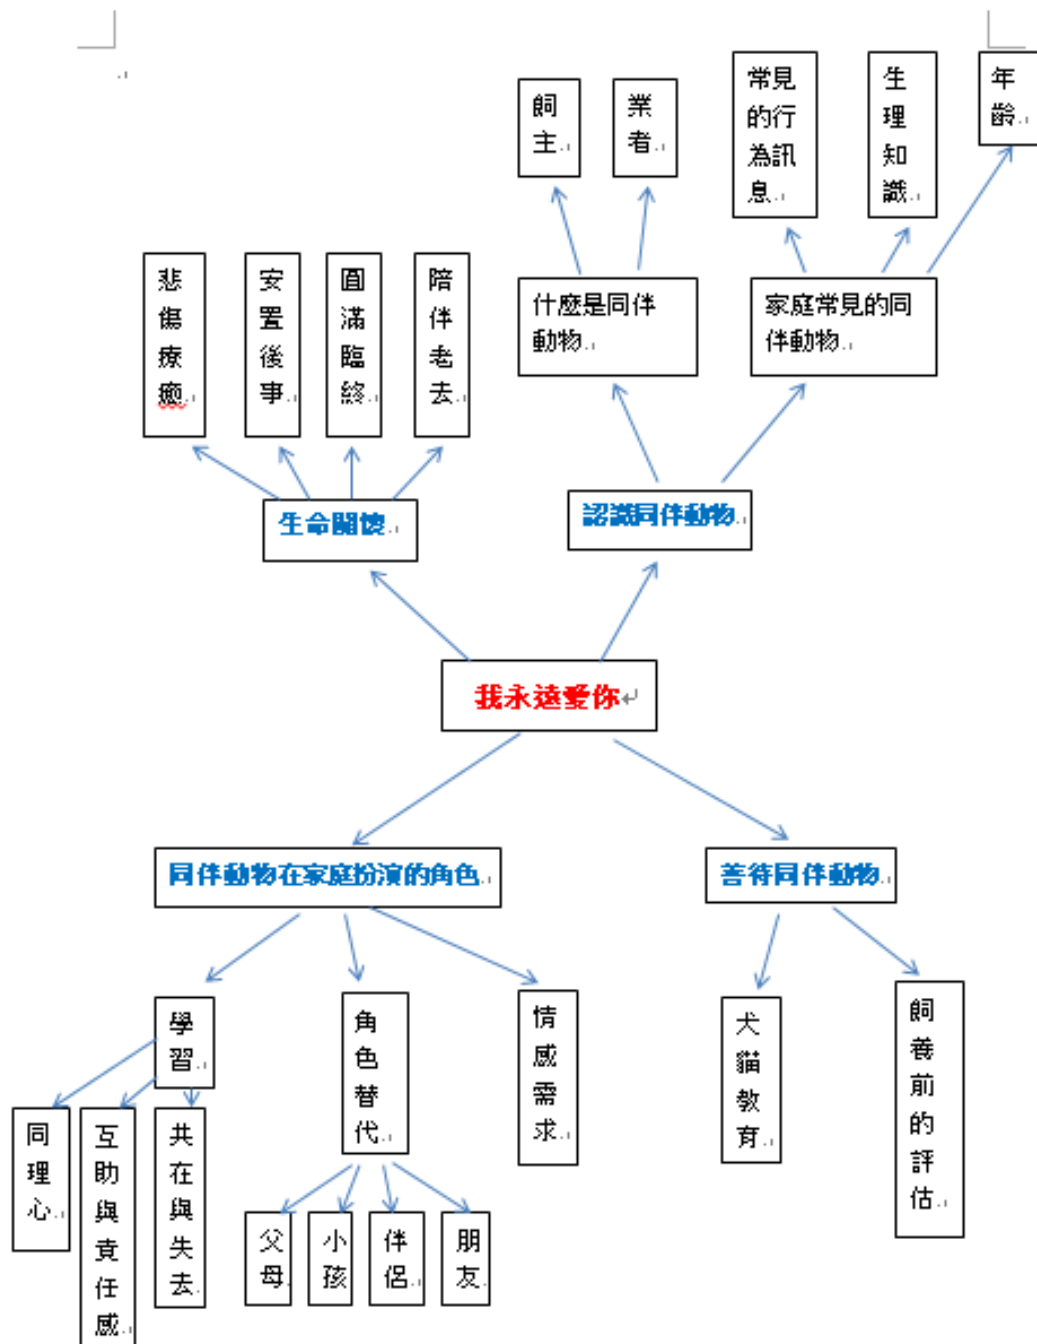 飼主
業者
常見的行為訊息
生理知識
年齡
悲傷療癒
安置後事
圓滿臨終
陪伴老去
什麼是同伴
動物
家庭常見的同
伴動物
生命關懷
認識同伴動物
我永遠愛你
同伴動物在家庭扮演的角色
善待同伴動物
學習
角色替代
情感需求
犬貓教育
飼養前的評估
同理心
互助與責任感
共在與失去
父母
小孩
伴侶
朋友